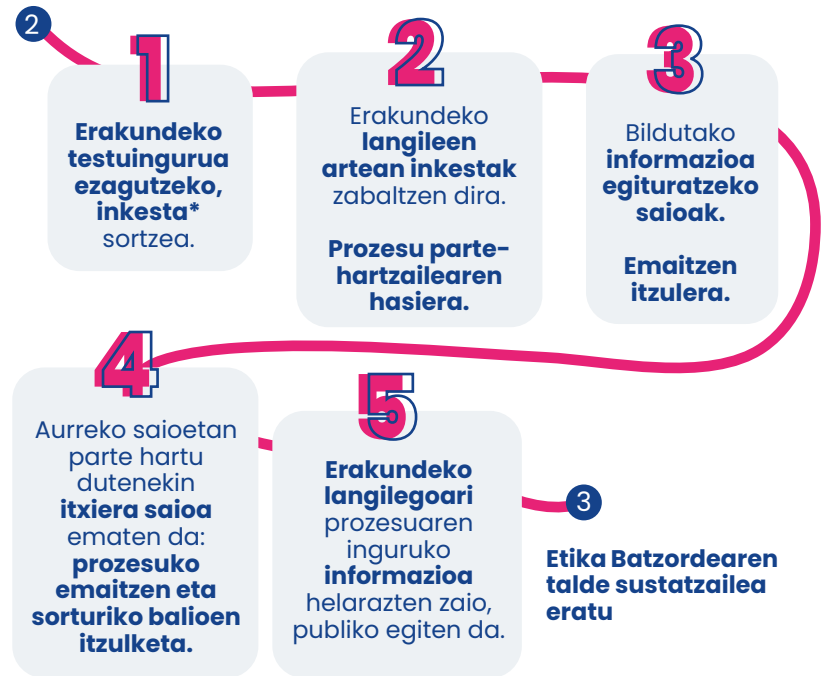 2
1
Erakundeko
testuingurua
ezagutzeko,
inkesta*
sortzea.
2
Erakundeko
langileen
artean inkestak
zabaltzen dira.
Prozesu parte-
hartzailearen
hasiera.
3
Bildutako
informazioa
egituratzeko
saioak.
Emaitzen
itzulera.
4
Aurreko saioetan
parte hartu
dutenekin
itxiera saioa
ematen da:
prozesuko
emaitzen eta
sorturiko balioen
itzulketa.
5
Erakundeko
langilegoari
prozesuaren
inguruko
informazioa
helarazten zaio,
publiko egiten da.
3
Etika Batzordearen
talde sustatzailea
eratu